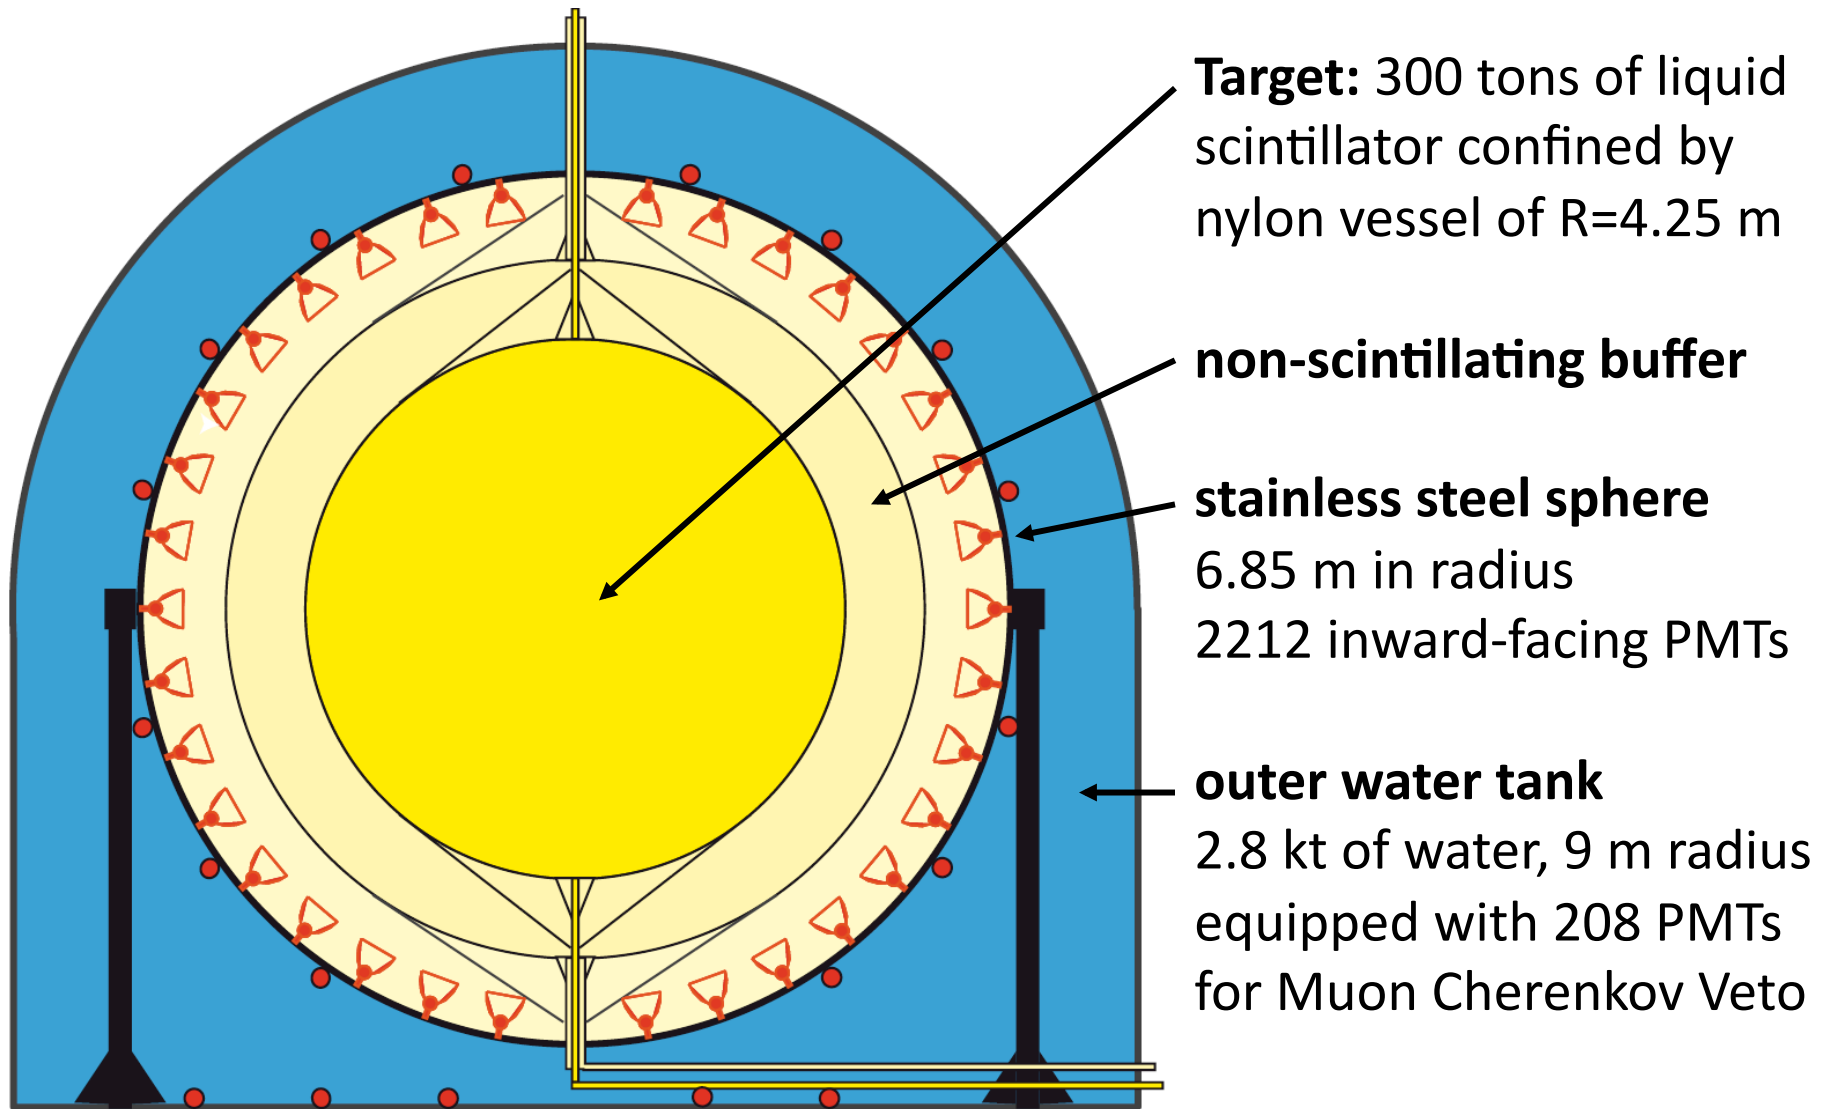 Target: 300 tons of liquid
scintillator confined by
nylon vessel of R=4.25 m
non-scintillating buffer
stainless steel sphere
6.85 m in radius
2212 inward-facing PMTs
outer water tank
2.8 kt of water, 9 m radius
equipped with 208 PMTs
for Muon Cherenkov Veto